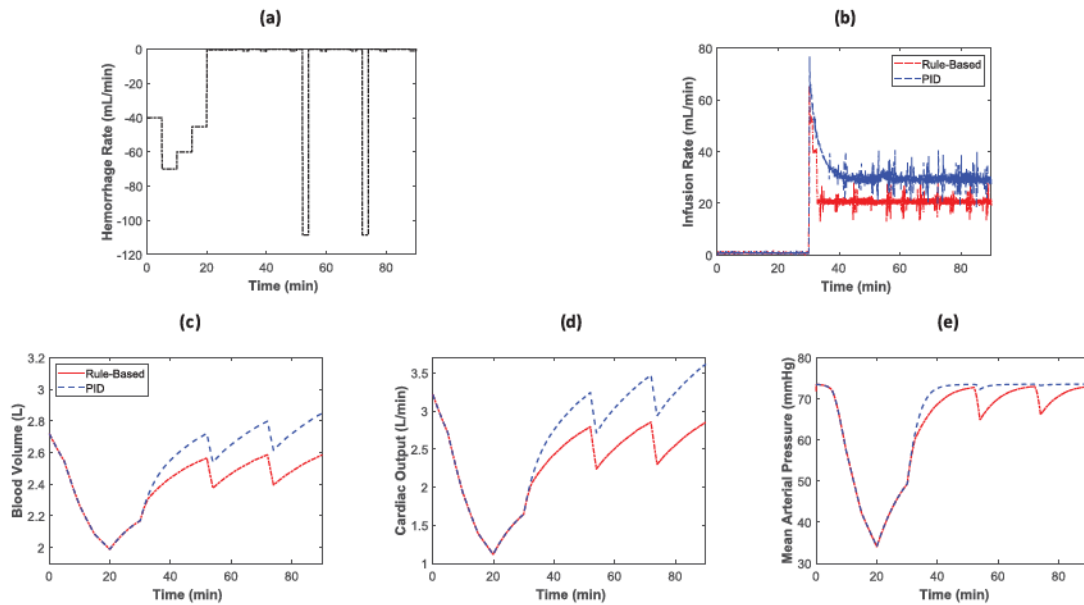 (a)
0
-20
-40
-60
-80
-100
-120
Hemorrhage Rate (mL/min)
0 20 40 60 80
Time (min)
(b)
80
60
40
20
0
Infusion Rate (mL/min)
Rule-Based
PID
0 20 40 60 80
Time (min)
(c)
3.2
3
2.8
2.6
2.4
2.2
2
Blood Volume (L)
Rule-Based
PID
0 20 40 60 80
Time (min)
(d)
3.5
3
2.5
2
1.5
1
Cardiac Output (L/min)
0 20 40 60 80
Time (min)
(e)
80
70
60
50
40
30
Mean Arterial Pressure (mmHg)
0 20 40 60 80
Time (min)